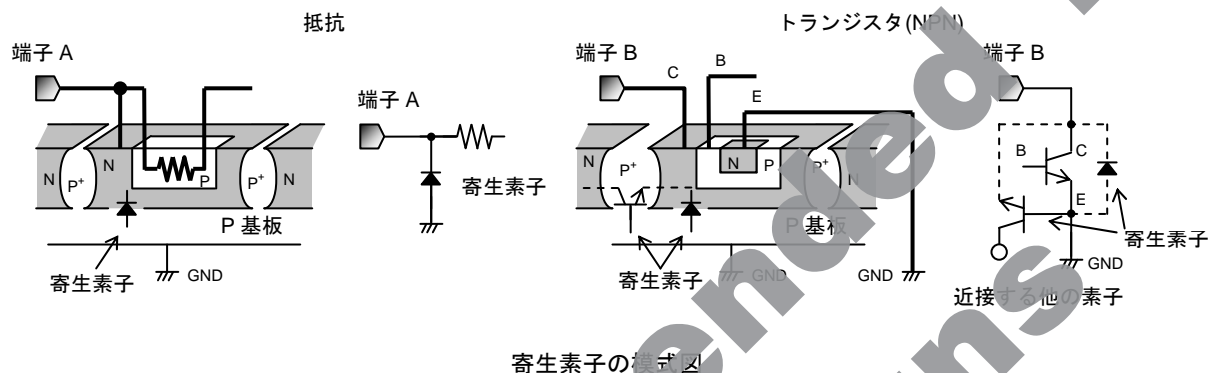 抵抗
トランジスタ(NPN)
端子 A
N
N
P+
P
P+
N
P 基板
寄生素子
GND
端子 A
寄生素子
端子 B
C
B
E
N
P+
N
P
P+
N
P 基板
寄生素子
GND
GND
端子 B
B
C
E
寄生素子
GND
近接する他の素子
寄生素子の模式図
ended
ns